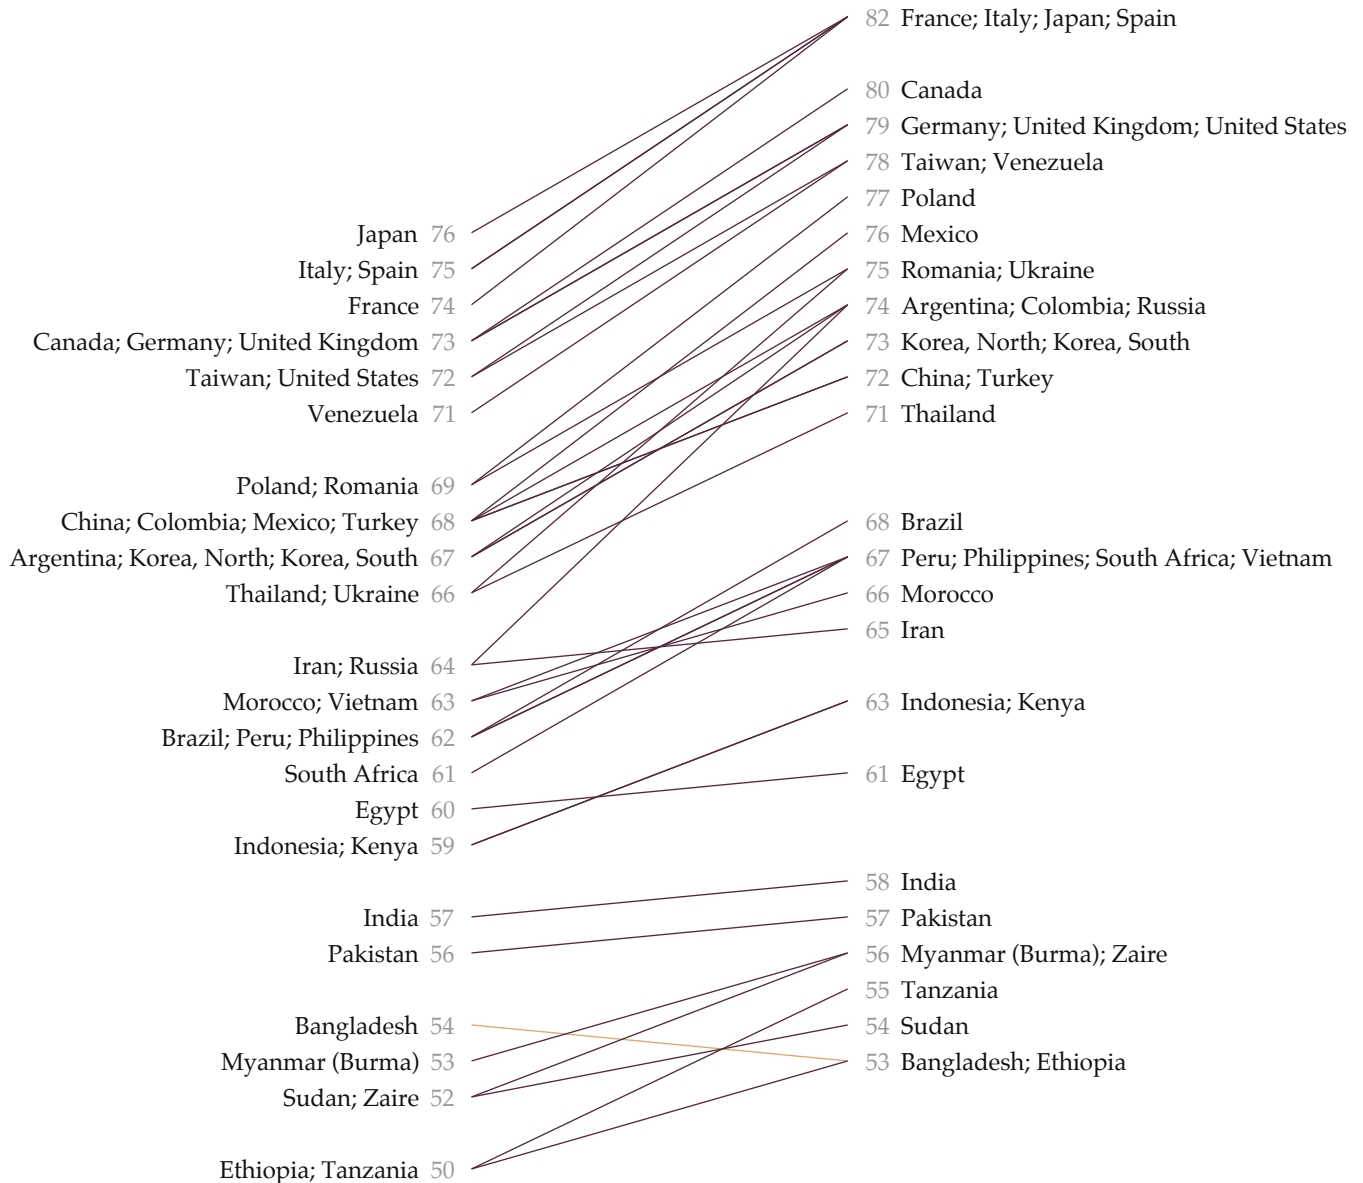 82 France; Italy; Japan; Spain
80 Canada
79 Germany; United Kingdom; United States
78 Taiwan; Venezuela
77 Poland
Japan 76
76 Mexico
Italy; Spain 75
75 Romania; Ukraine
France 74
74 Argentina; Colombia; Russia
Canada; Germany; United Kingdom 73
73 Korea, North; Korea, South
Taiwan; United States 72
72 China; Turkey
Venezuela 71
71 Thailand
Poland; Romania 69
China; Colombia; Mexico; Turkey 68
68 Brazil
Argentina; Korea, North; Korea, South 67
67 Peru; Philippines; South Africa; Vietnam
Thailand; Ukraine 66
66 Morocco
65 Iran
Iran; Russia 64
Morocco; Vietnam 63
63 Indonesia; Kenya
Brazil; Peru; Philippines 62
South Africa 61
61 Egypt
Egypt 60
Indonesia; Kenya 59
58 India
India 57
57 Pakistan
Pakistan 56
56 Myanmar (Burma); Zaire
55 Tanzania
Bangladesh 54
54 Sudan
Myanmar (Burma) 53
53 Bangladesh; Ethiopia
Sudan; Zaire 52
Ethiopia; Tanzania 50